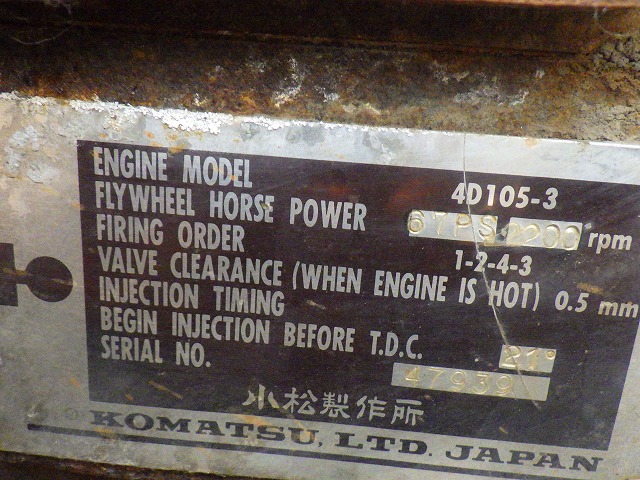 ENGINE MODEL 4D105-3
FLYWHEEL HORSE POWER 67PS 2200 rpm
FIRING ORDER 1-2-4-3
VALVE CLEARANCE (WHEN ENGINE IS HOT) 0.5 mm
INJECTION TIMING
BEGIN INJECTION BEFORE T.D.C. 21°
SERIAL NO. 47939
小松製作所
KOMATSU, LTD. JAPAN